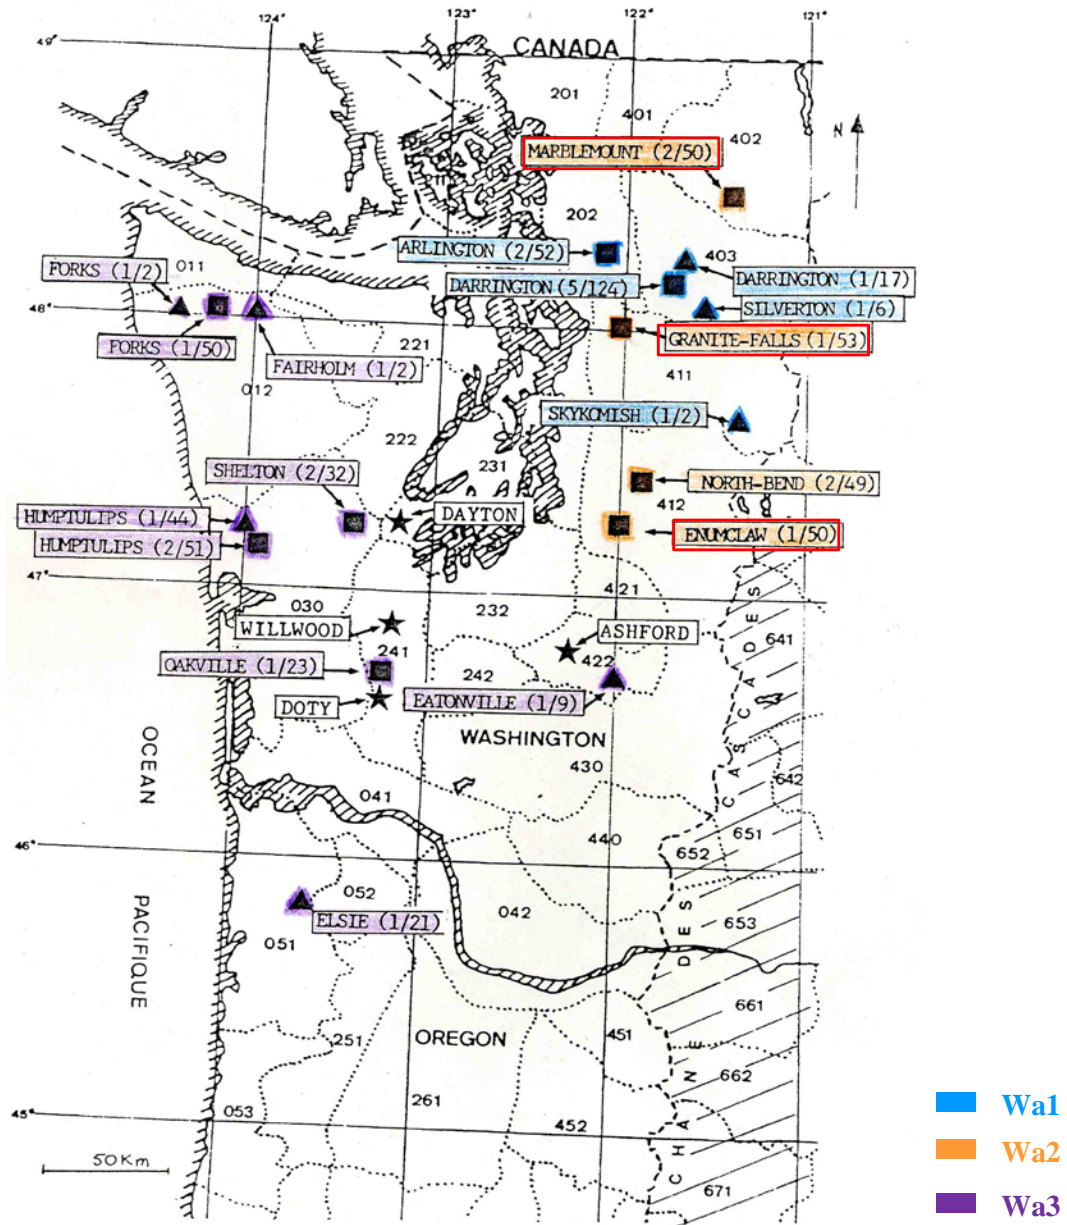 124° 123° 122° 121°
49°
CANADA
201
401
402
N
MARBLEMOUNT (2/50)
202
ARLINGTON (2/52)
403
FORKS (1/2)
011
DARRINGTON (1/17)
DARRINGTON (5/124)
48°
SILVERTON (1/6)
FORKS (1/50)
221
GRANITE-FALLS (1/53)
FAIRHOLM (1/2)
411
012
SKYKOMISH (1/2)
222
SHELTON (2/32)
231
NORTH-BEND (2/49)
412
HUMPTULIPS (1/44)
DAYTON
ENUMCLAW (1/50)
HUMPTULIPS (2/51)
47°
421
030
232
WILLWOOD
ASHFORD
641
241
422
OAKVILLE (1/23)
242
EATONVILLE (1/9)
DOTY
WASHINGTON
430
642
041
440
651
652
46°
052
042
653
ELSIE (1/21)
051
661
OREGON
451
251
662
261
053
452
45°
50 Km
671
OCEAN PACIFIQUE
CHAINE DES CASCADES
Wa1
Wa2
Wa3